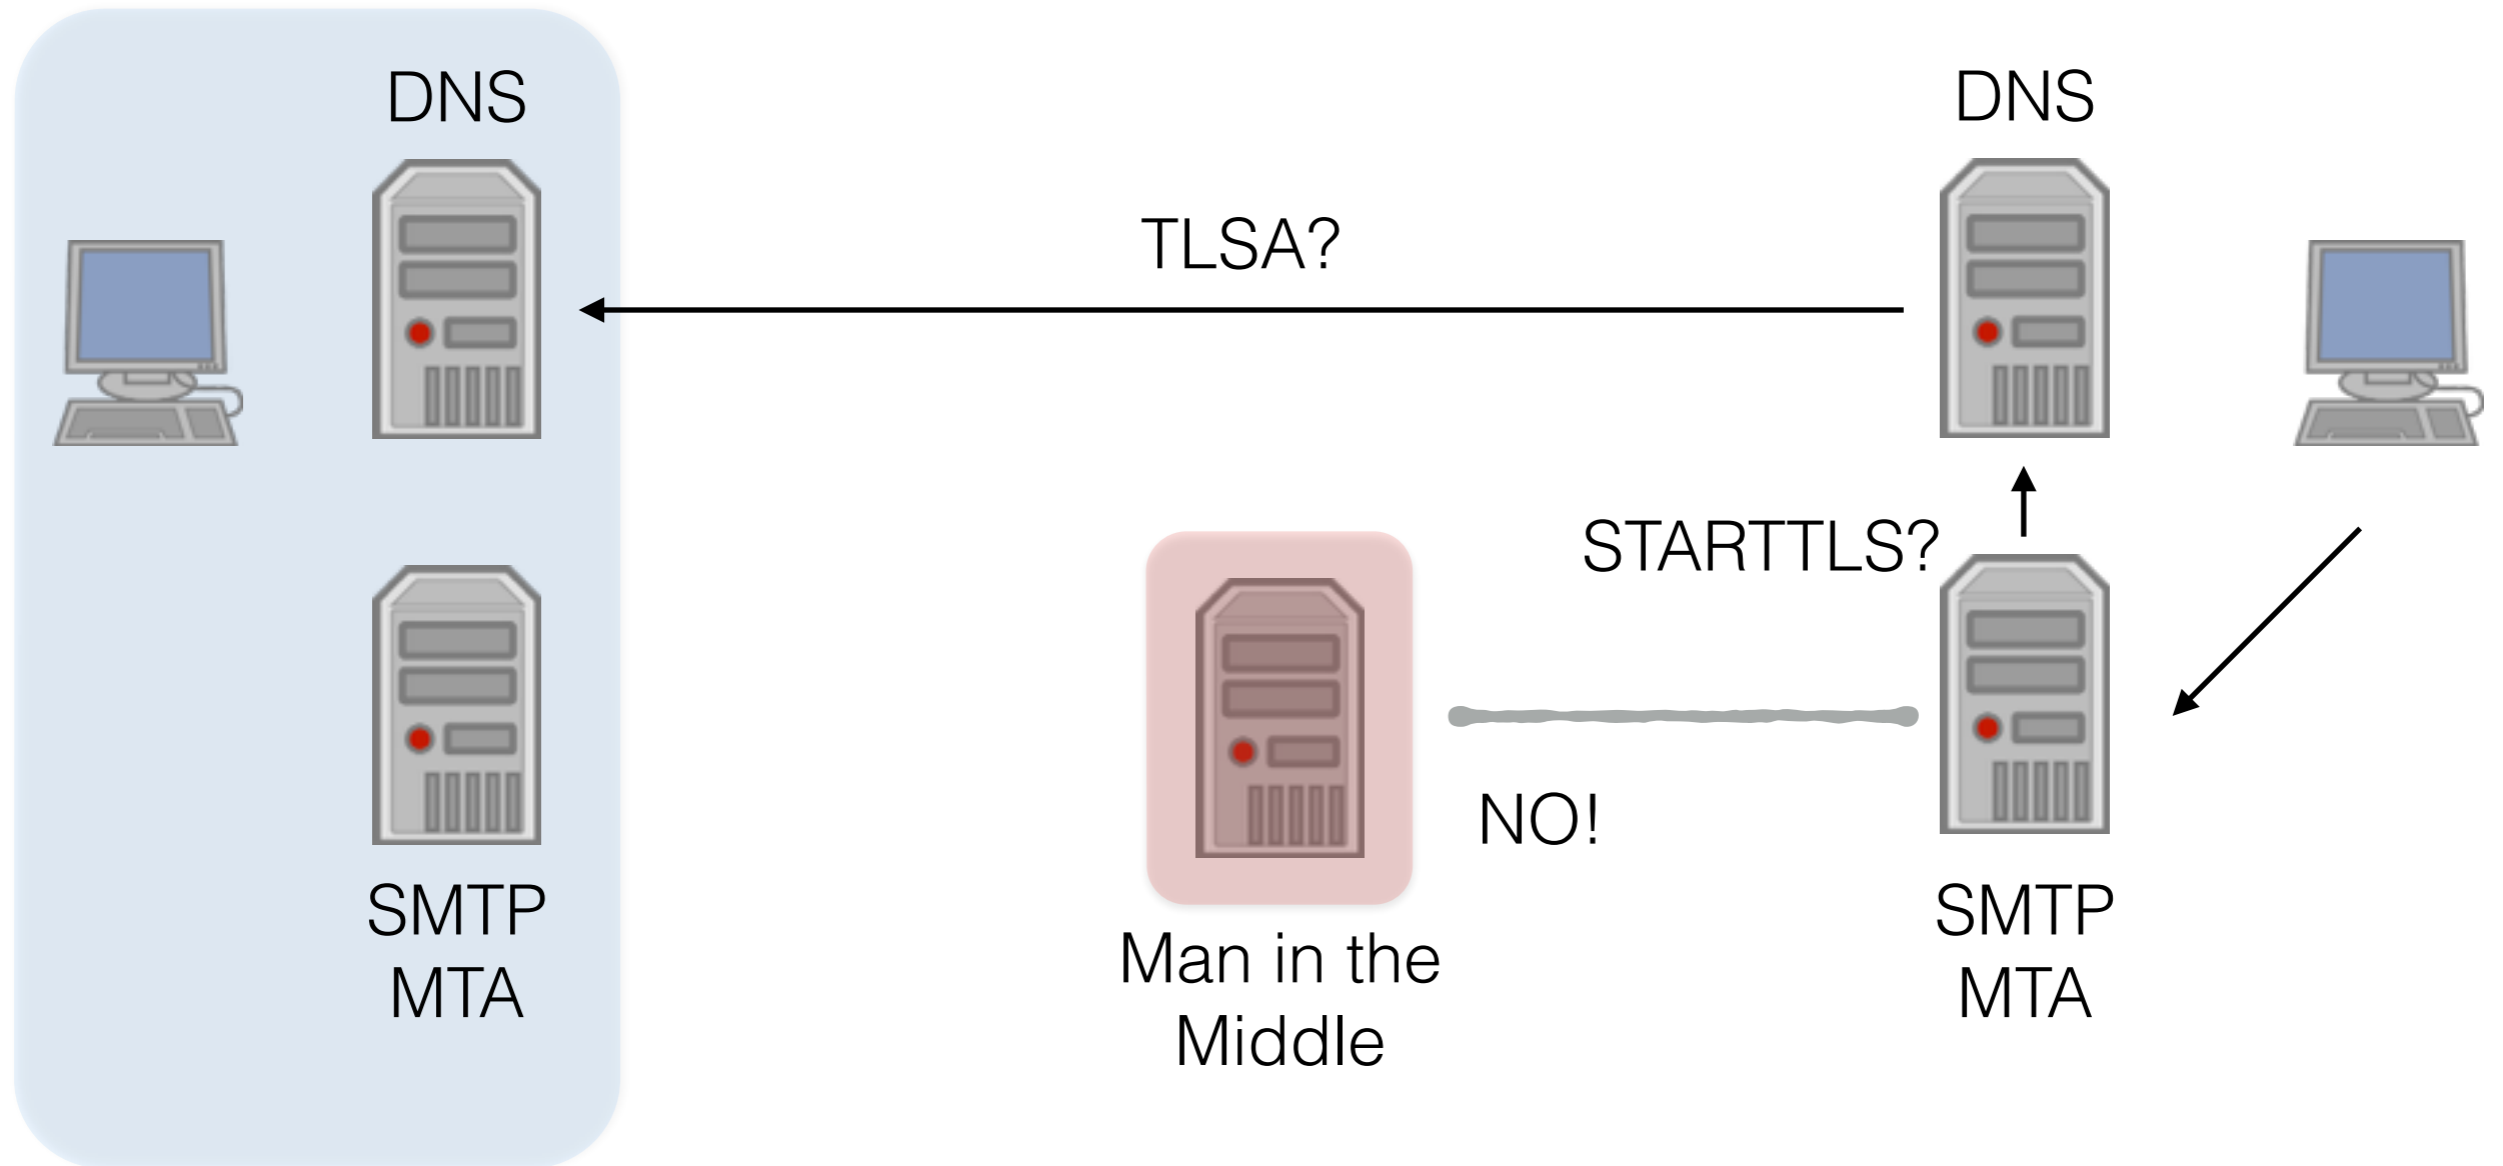 DNS
DNS
TLSA?
STARTTLS?
NO!
SMTP
MTA
Man in the
Middle
SMTP
MTA